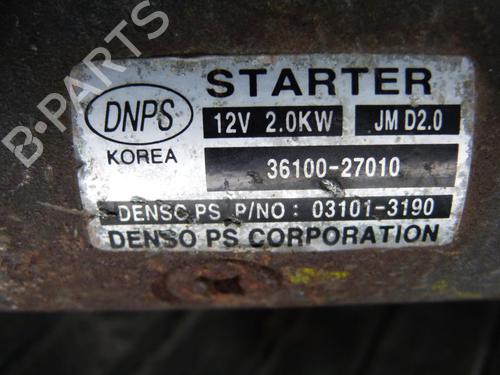 B-PARTS
STARTER
DNPS
12V 2.0KW JM D2.0
KOREA
36100-27010
DENSO PS P/NO : 03101-3190
DENSO PS CORPORATION